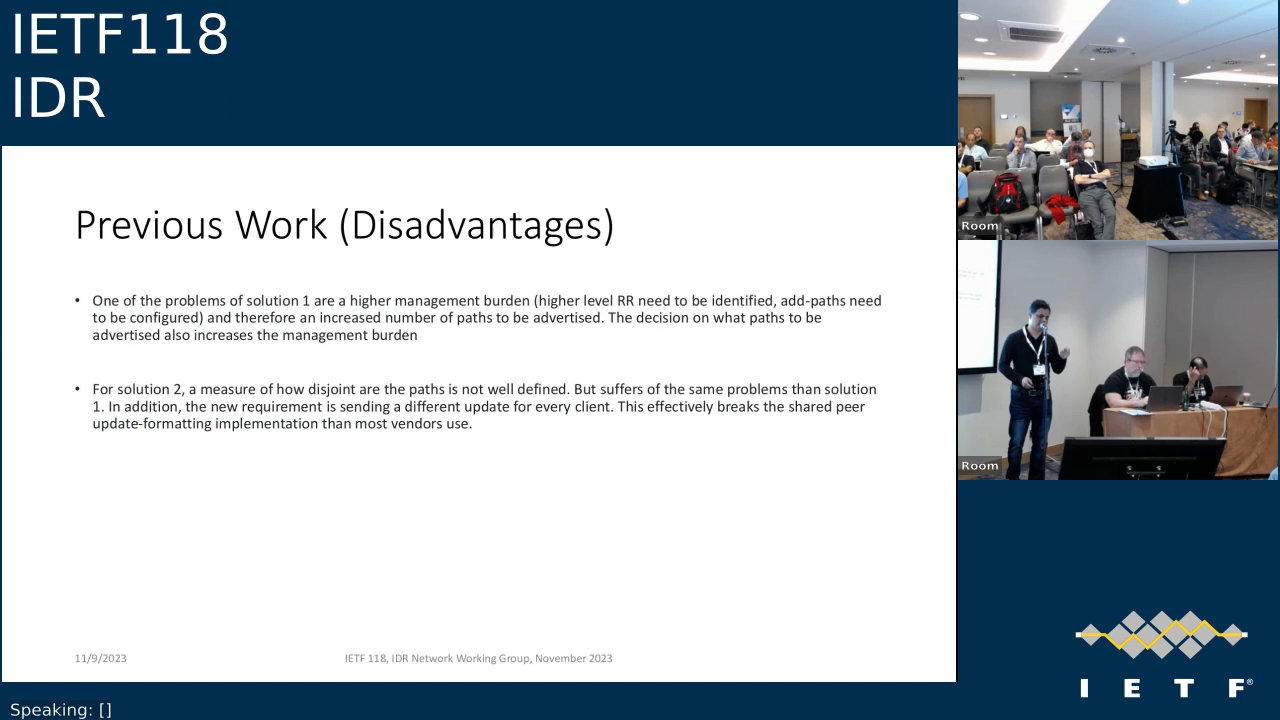 IETF118
IDR
Previous Work (Disadvantages)
• One of the problems of solution 1 are a higher management burden (higher level RR need to be identified, add-paths need
to be configured) and therefore an increased number of paths to be advertised. The decision on what paths to be
advertised also increases the management burden
• For solution 2, a measure of how disjoint are the paths is not well defined. But suffers of the same problems than solution
1. In addition, the new requirement is sending a different update for every client. This effectively breaks the shared peer
update-formatting implementation than most vendors use.
11/9/2023
IETF 118, IDR Network Working Group, November 2023
Room
Room
I E T F®
Speaking: []